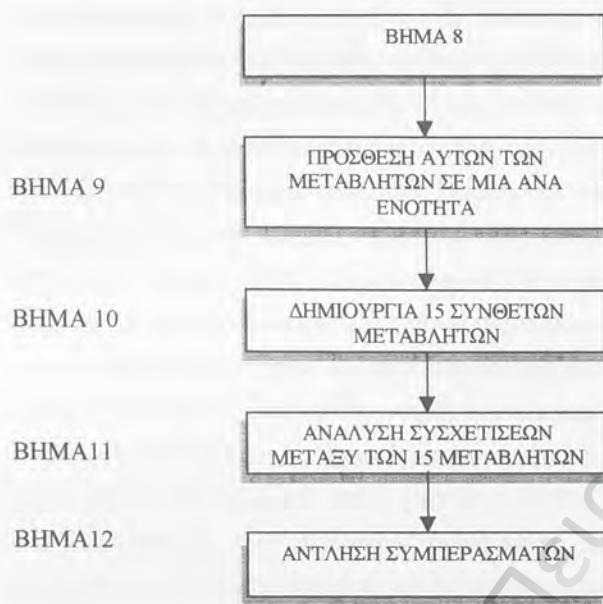 ΒΗΜΑ 8
ΒΗΜΑ 9
ΠΡΟΣΘΕΣΗ ΑΥΤΩΝ ΤΩΝ
ΜΕΤΑΒΛΗΤΩΝ ΣΕ ΜΙΑ ΑΝΑ
ΕΝΟΤΗΤΑ
ΒΗΜΑ 10
ΔΗΜΙΟΥΡΓΙΑ 15 ΣΥΝΘΕΤΩΝ
ΜΕΤΑΒΛΗΤΩΝ
ΒΗΜΑ11
ΑΝΑΛΥΣΗ ΣΥΣΧΕΤΙΣΕΩΝ
ΜΕΤΑΞΥ ΤΩΝ 15 ΜΕΤΑΒΛΗΤΩΝ
ΒΗΜΑ12
ΑΝΤΛΗΣΗ ΣΥΜΠΕΡΑΣΜΑΤΩΝ